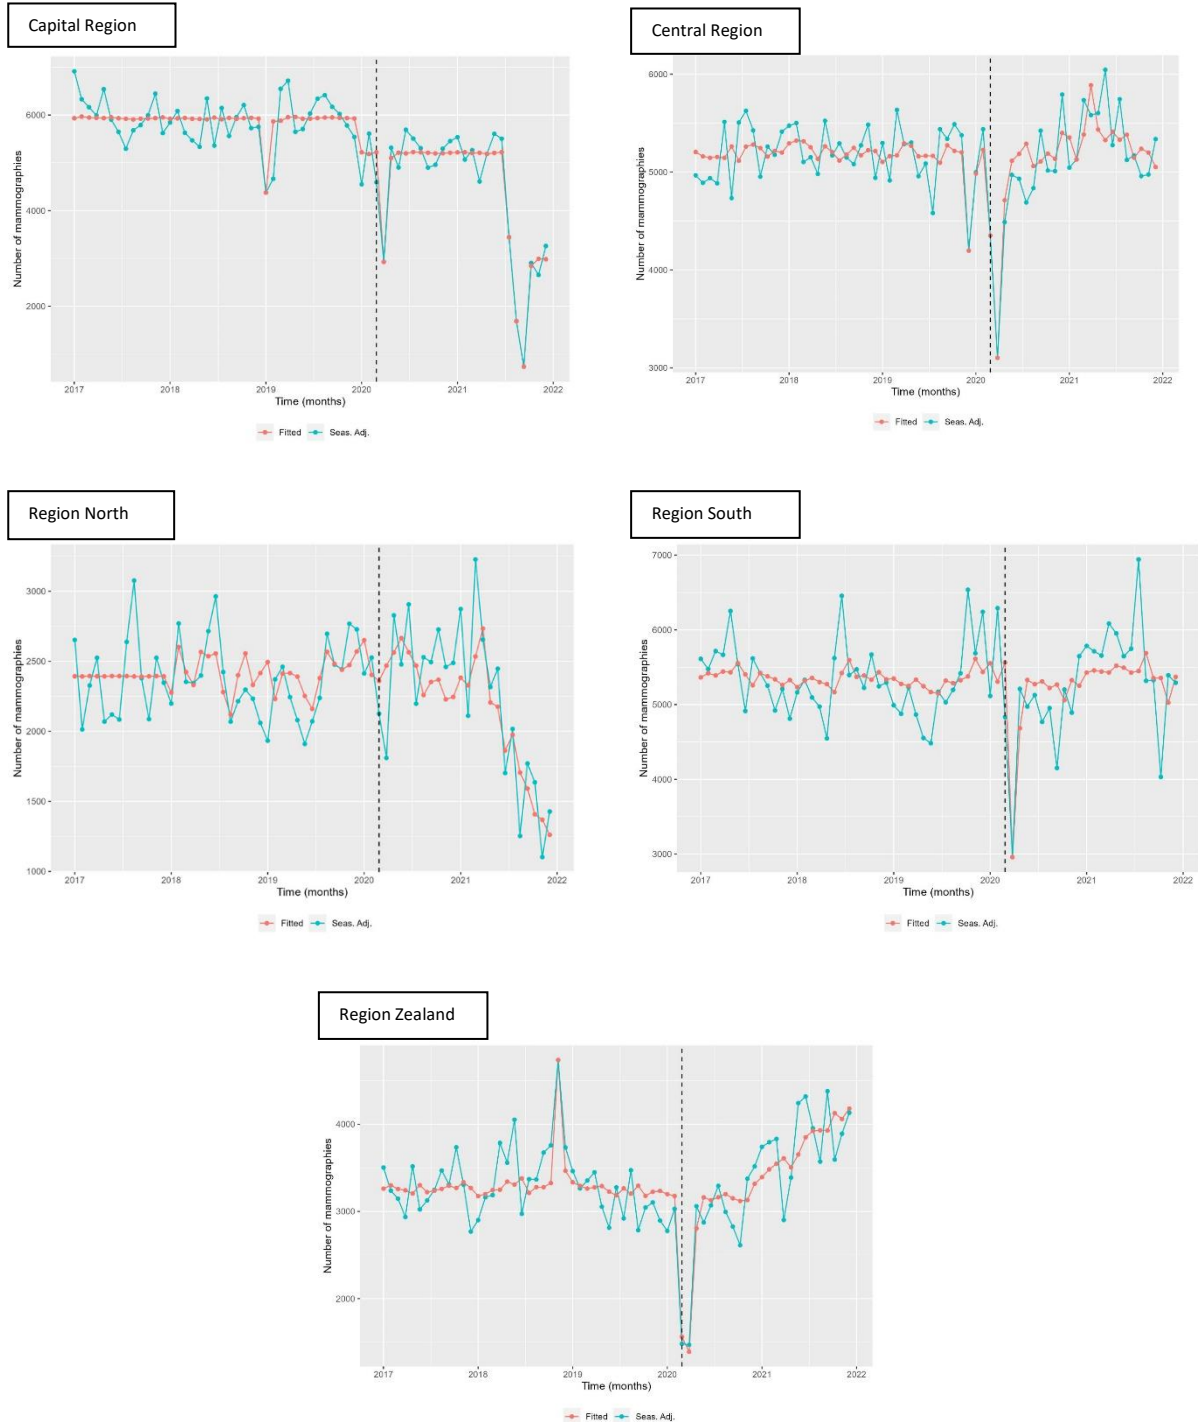 Capital Region
Number of mammographies
6000
4000
2000
2017 2018 2019 2020 2021 2022
Time (months)
Fitted Seas. Adj.
Central Region
Number of mammographies
6000
5000
4000
3000
2017 2018 2019 2020 2021 2022
Time (months)
Fitted Seas. Adj.
Region North
Number of mammographies
3000
2500
2000
1500
1000
2017 2018 2019 2020 2021 2022
Time (months)
Fitted Seas. Adj.
Region South
Number of mammographies
7000
6000
5000
4000
3000
2017 2018 2019 2020 2021 2022
Time (months)
Fitted Seas. Adj.
Region Zealand
Number of mammographies
4000
3000
2000
2017 2018 2019 2020 2021 2022
Time (months)
Fitted Seas. Adj.